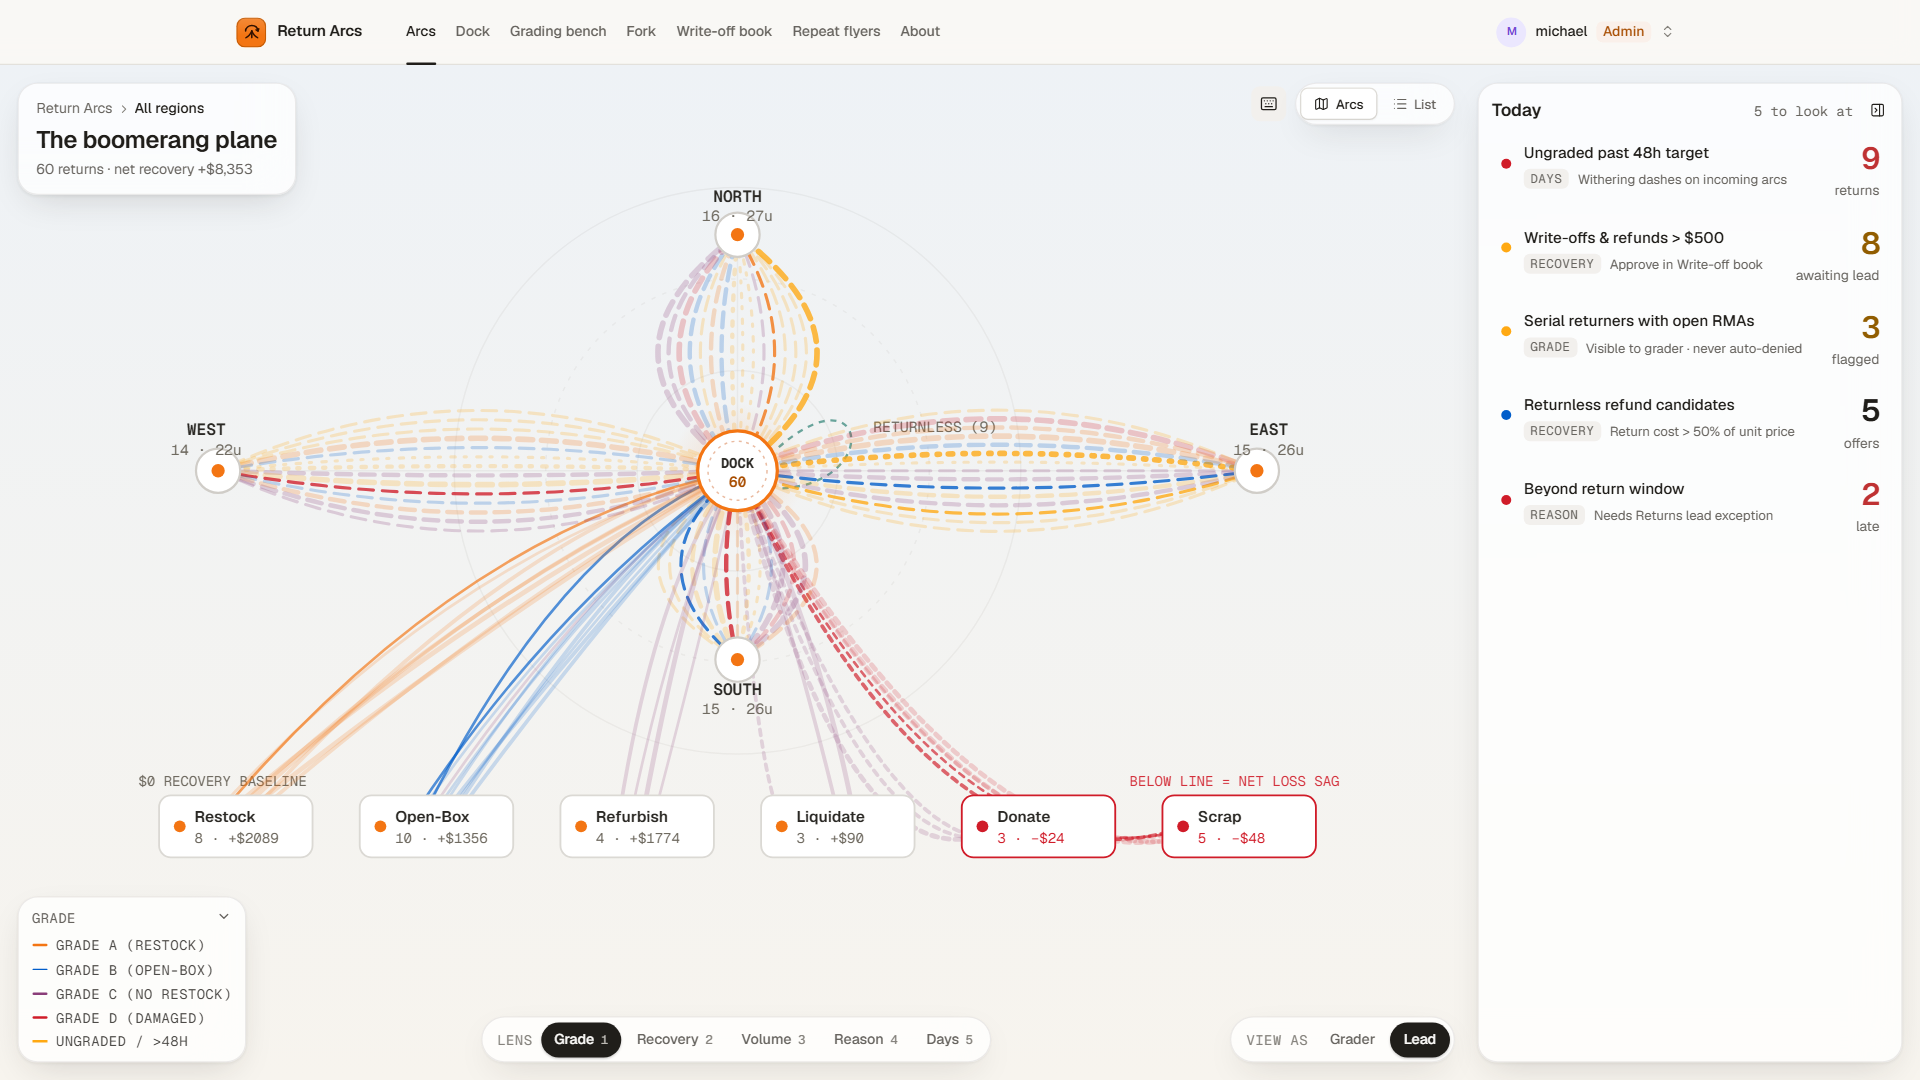 Return Arcs
Arcs
Dock
Grading bench
Fork
Write-off book
Repeat flyers
About
M
michael
Admin
Return Arcs > All regions
The boomerang plane
60 returns · net recovery +$8,353
Arcs
List
NORTH
16 · 27u
WEST
14 · 22u
RETURNLESS (9)
EAST
15 · 26u
DOCK
60
SOUTH
15 · 26u
$0 RECOVERY BASELINE
BELOW LINE = NET LOSS SAG
Restock
8 · +$2089
Open-Box
10 · +$1356
Refurbish
4 · +$1774
Liquidate
3 · +$90
Donate
3 · −$24
Scrap
5 · −$48
GRADE
GRADE A (RESTOCK)
GRADE B (OPEN-BOX)
GRADE C (NO RESTOCK)
GRADE D (DAMAGED)
UNGRADED / >48H
LENS
Grade 1
Recovery 2
Volume 3
Reason 4
Days 5
VIEW AS
Grader
Lead
Today
5 to look at
Ungraded past 48h target
9
DAYS Withering dashes on incoming arcs
returns
Write-offs & refunds > $500
8
RECOVERY Approve in Write-off book
awaiting lead
Serial returners with open RMAs
3
GRADE Visible to grader · never auto-denied
flagged
Returnless refund candidates
5
RECOVERY Return cost > 50% of unit price
offers
Beyond return window
2
REASON Needs Returns lead exception
late